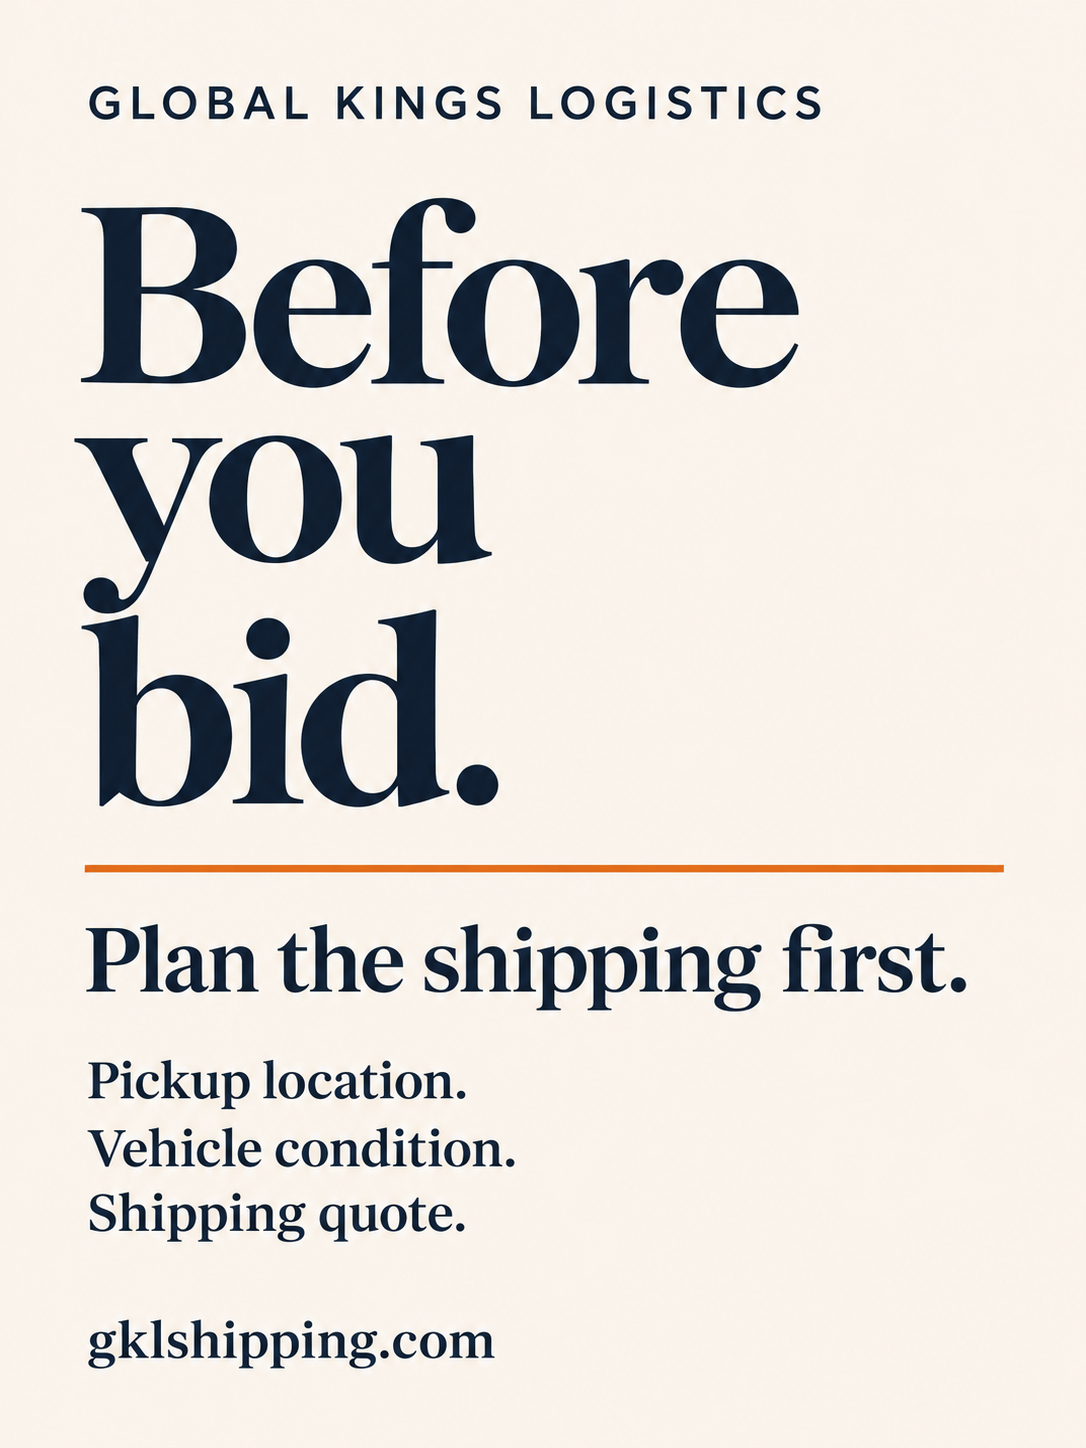 GLOBAL KINGS LOGISTICS
Before
you
bid.
Plan the shipping first.
Pickup location.
Vehicle condition.
Shipping quote.
gklshipping.com